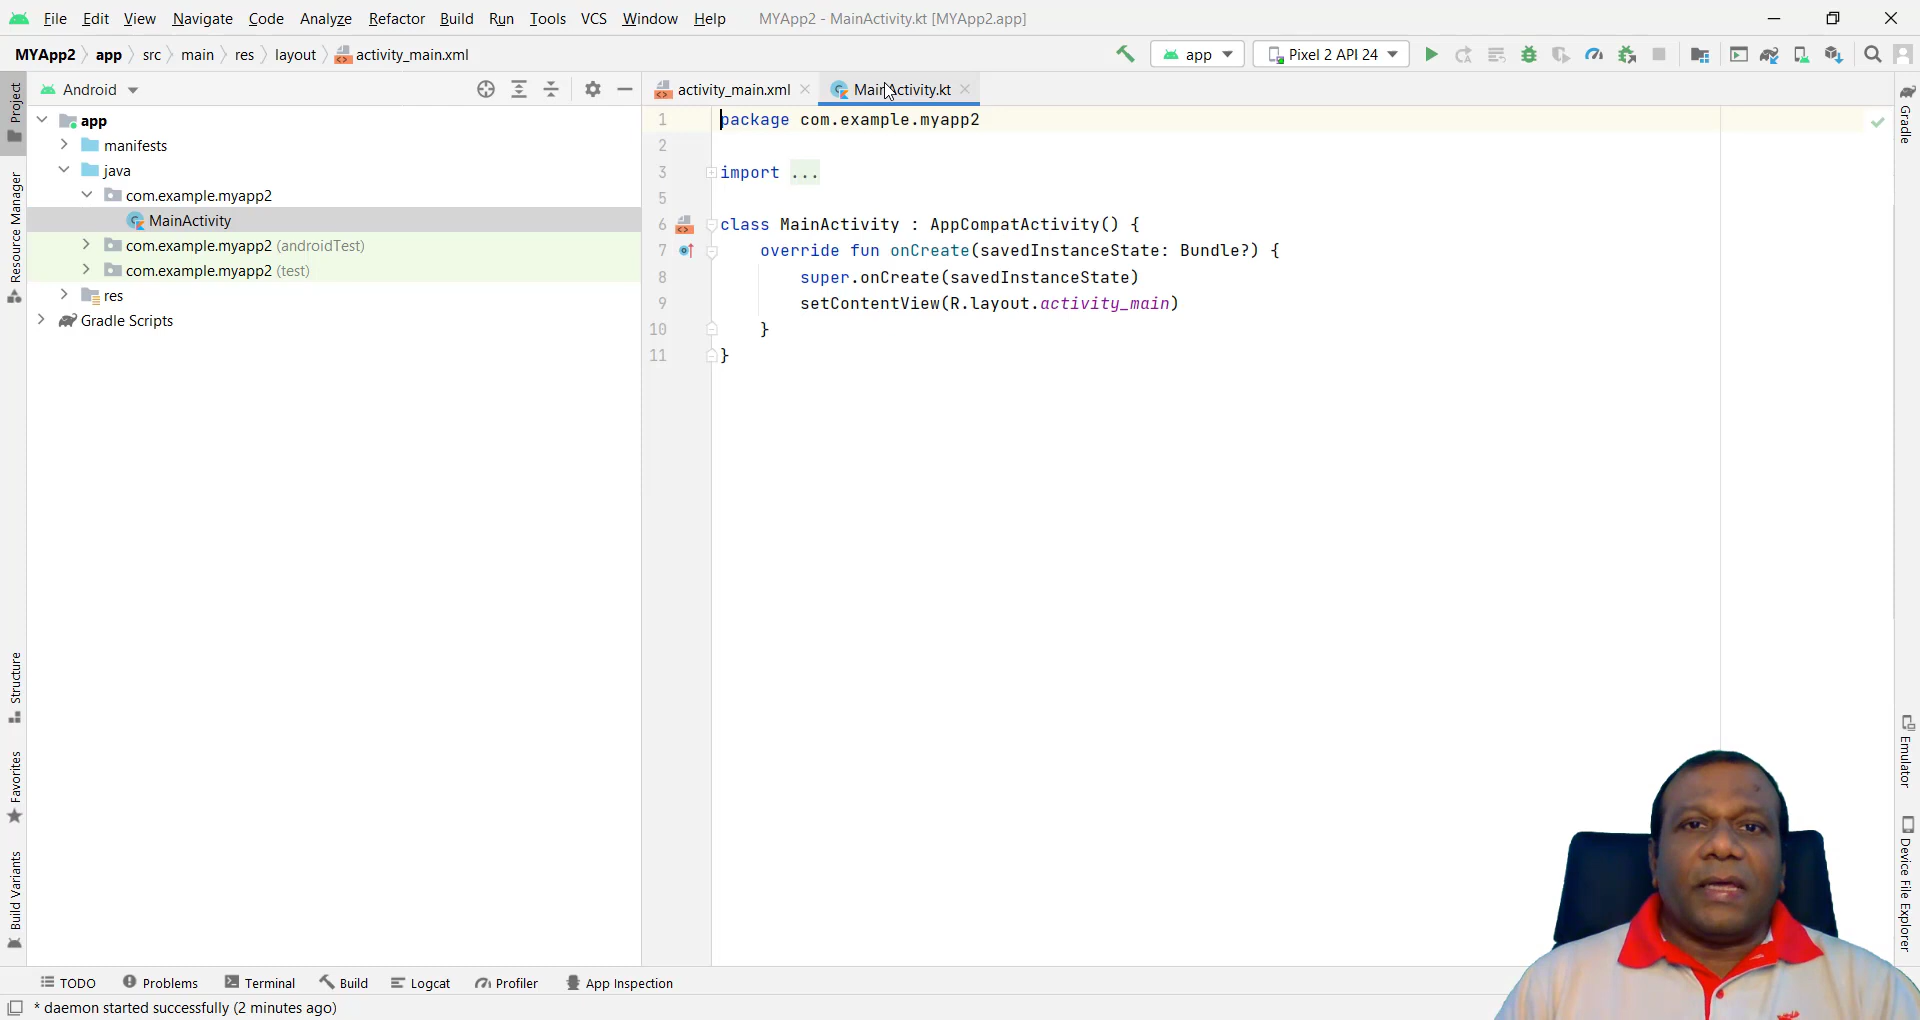 File Edit View Navigate Code Analyze Refactor Build Run Tools VCS Window Help MYApp2 - MainActivity.kt [MYApp2.app]
MYApp2 app src main res layout activity_main.xml app Pixel 2 API 24
Project
Resource Manager
Structure
Favorites
Build Variants
Android
app
manifests
java
com.example.myapp2
MainActivity
com.example.myapp2 (androidTest)
com.example.myapp2 (test)
res
Gradle Scripts
activity_main.xml MainActivity.kt
1 package com.example.myapp2
2
3 import ...
5
6 class MainActivity : AppCompatActivity() {
7 override fun onCreate(savedInstanceState: Bundle?) {
8 super.onCreate(savedInstanceState)
9 setContentView(R.layout.activity_main)
10 }
11 }
Gradle
Emulator
Device File Explorer
TODO Problems Terminal Build Logcat Profiler App Inspection
* daemon started successfully (2 minutes ago)